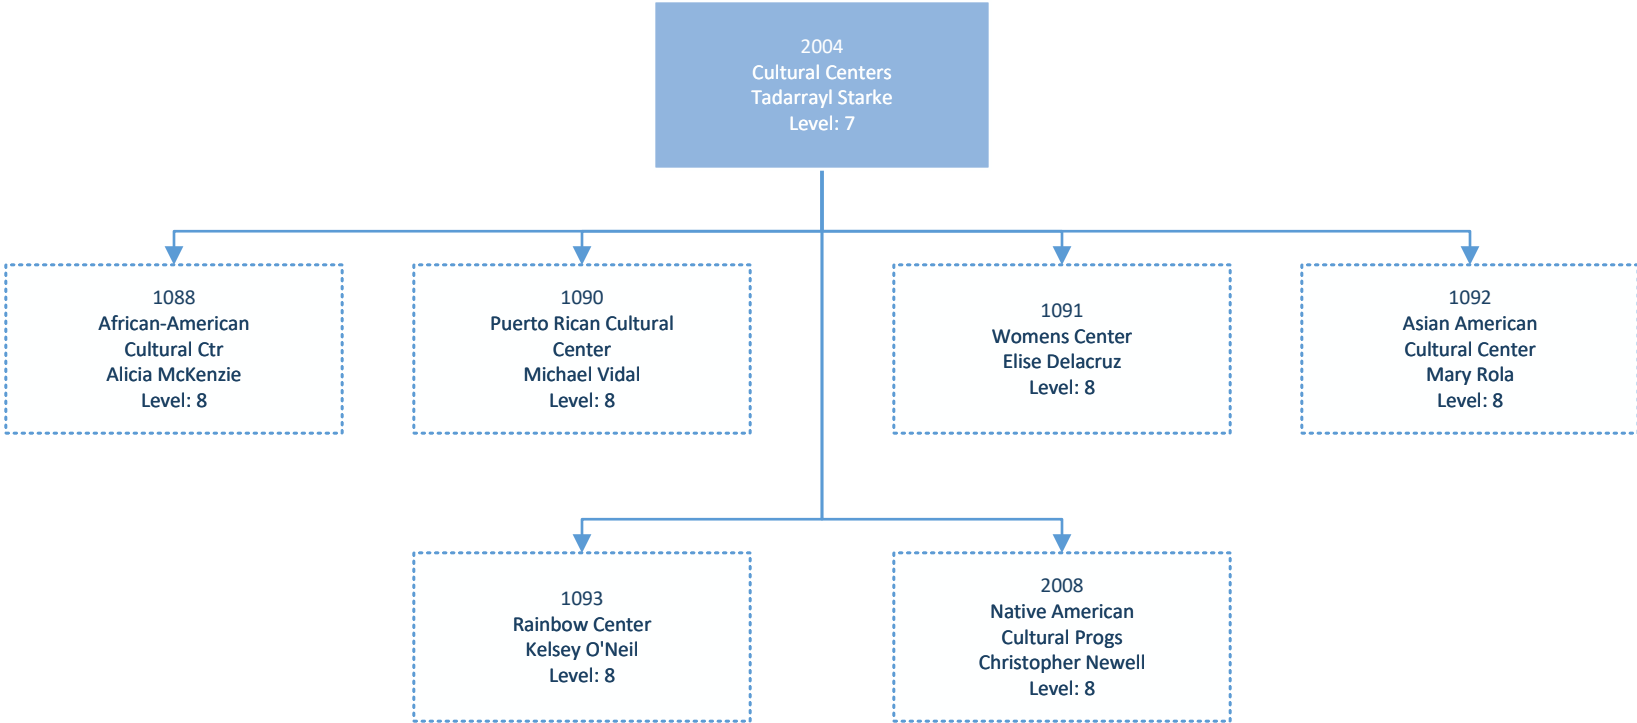 2004
Cultural Centers
Tadarrayl Starke
Level: 7
1088
African-American
Cultural Ctr
Alicia McKenzie
Level: 8
1090
Puerto Rican Cultural
Center
Michael Vidal
Level: 8
1091
Womens Center
Elise Delacruz
Level: 8
1092
Asian American
Cultural Center
Mary Rola
Level: 8
1093
Rainbow Center
Kelsey O'Neil
Level: 8
2008
Native American
Cultural Progs
Christopher Newell
Level: 8